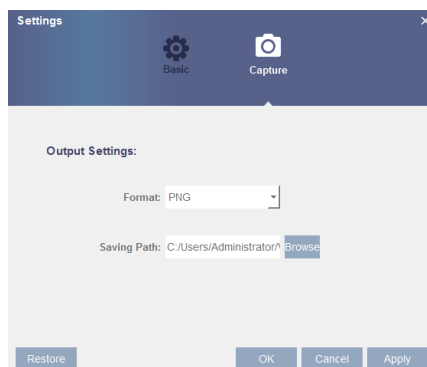 Settings
Basic
Capture
Output Settings:
Format: PNG
Saving Path: C:/Users/Administrator/ Browse
Restore OK Cancel Apply